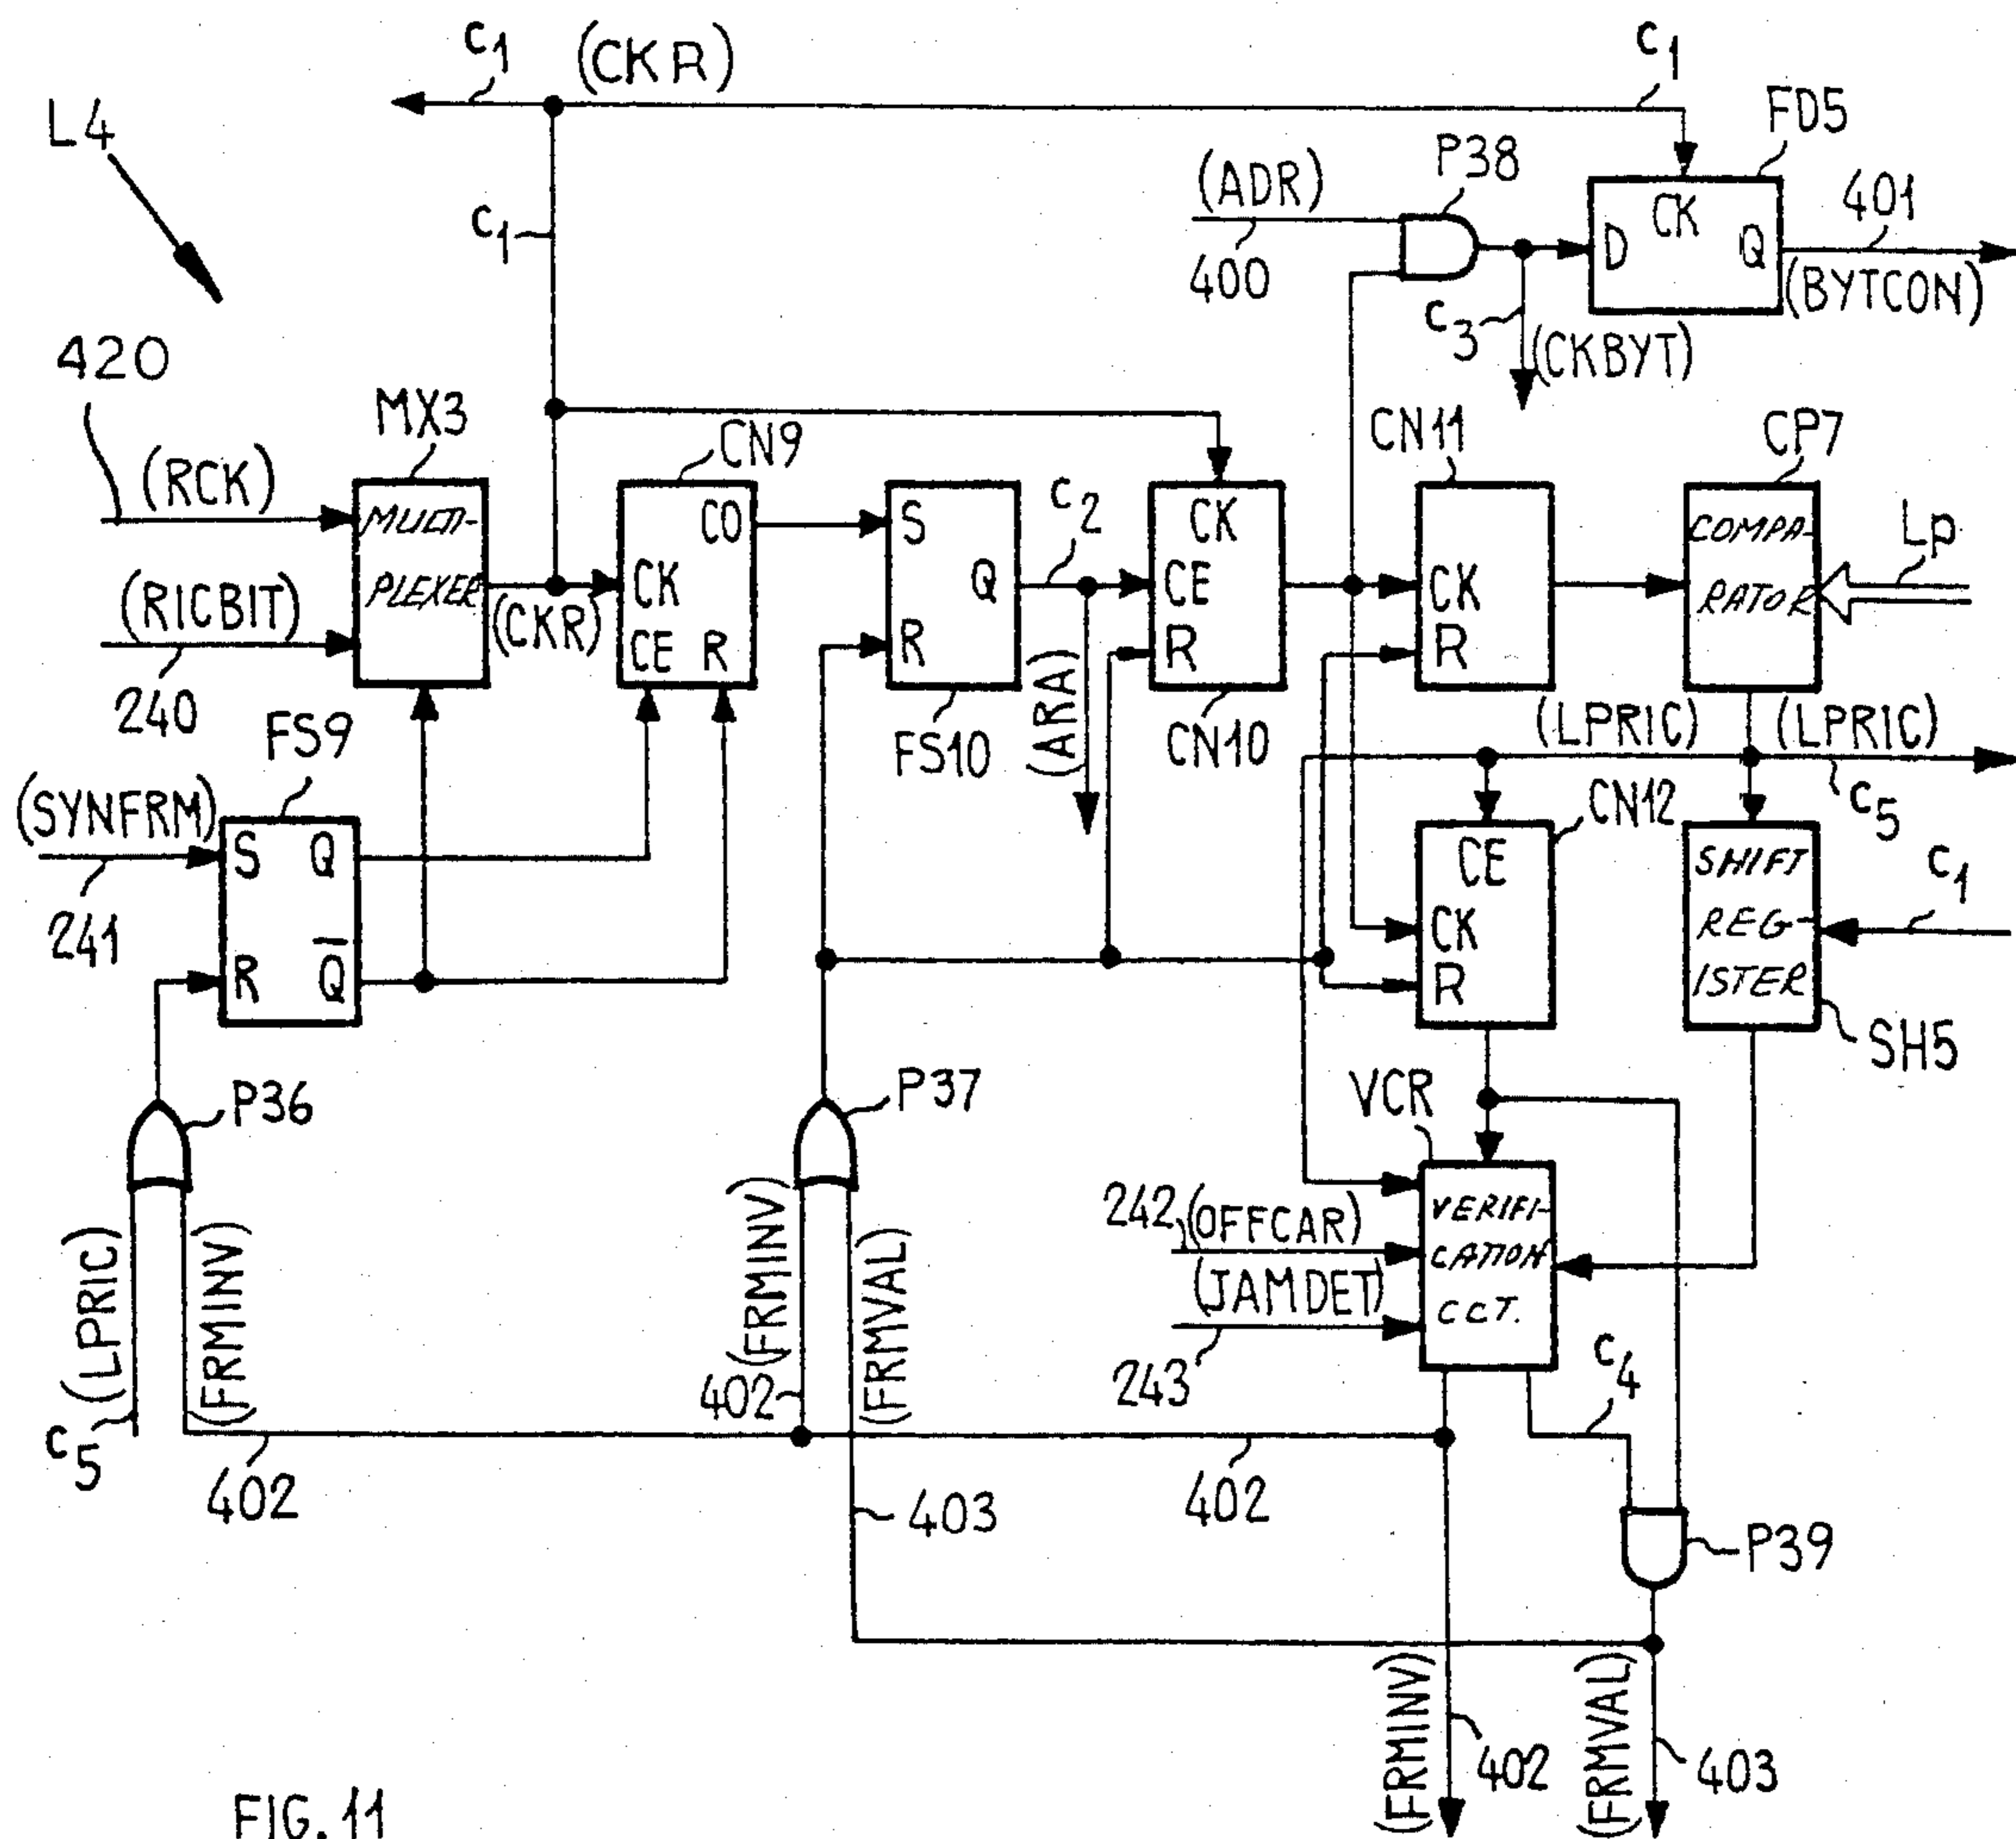 c1 (CKR) c1
L4
FD5
P38
(ADR)
400
c1
CK
D Q
401
(BYTCON)
c3
(CKBYT)
420
MX3
CN9
CN11
CP7
(RCK)
MULTI-
PLEXER
(RICBIT)
240
(CKR)
CO
CK
CE R
S
Q
R
FS10
c2
(ARA)
CK
CE
R
CN10
CK
R
COMPA-
RATOR
Lp
(LPRIC) (LPRIC)
c5
FS9
(SYNFRM)
241
S Q
R Q̅
CN12
CE
CK
R
SHIFT
REG-
ISTER
c1
SH5
P36
P37
VCR
VERIFI-
CATION
CCT.
242 (OFFCAR)
(JAMDET)
243
c4
(LPRIC)
(FRMINV)
c5
402
(FRMINV)
402
(FRMVAL)
403
402
P39
(FRMINV)
402
(FRMVAL)
403
FIG. 11